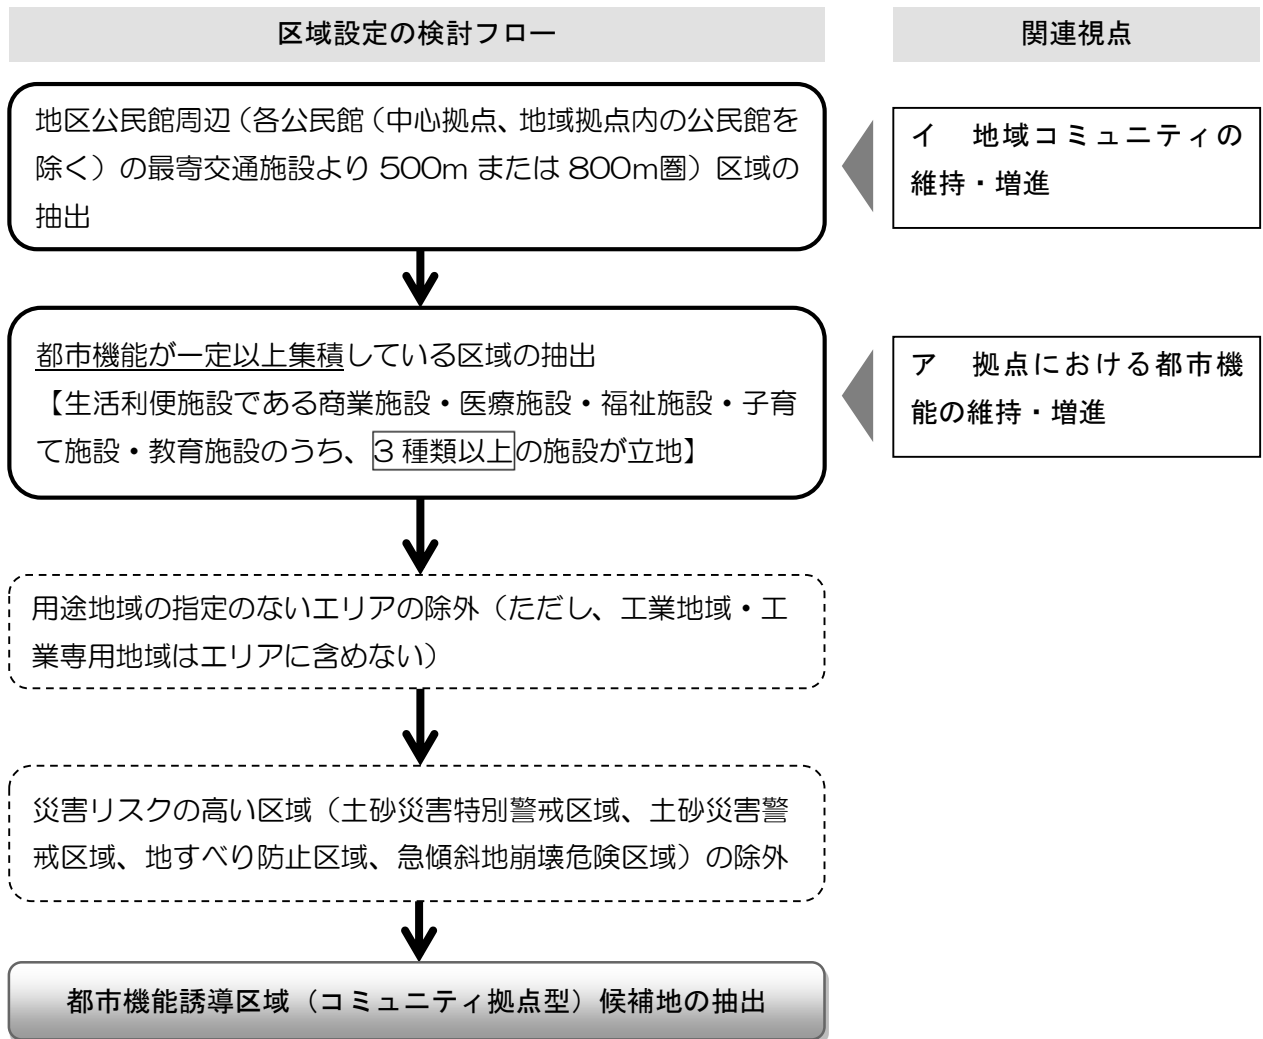 区域設定の検討フロー
関連視点
地区公民館周辺（各公民館（中心拠点、地域拠点内の公民館を
除く）の最寄交通施設より 500m または 800m圏）区域の
抽出
イ　地域コミュニティの
維持・増進
都市機能が一定以上集積している区域の抽出
【生活利便施設である商業施設・医療施設・福祉施設・子育
て施設・教育施設のうち、3 種類以上の施設が立地】
ア　拠点における都市機
能の維持・増進
用途地域の指定のないエリアの除外（ただし、工業地域・工
業専用地域はエリアに含めない）
災害リスクの高い区域（土砂災害特別警戒区域、土砂災害警
戒区域、地すべり防止区域、急傾斜地崩壊危険区域）の除外
都市機能誘導区域（コミュニティ拠点型）候補地の抽出